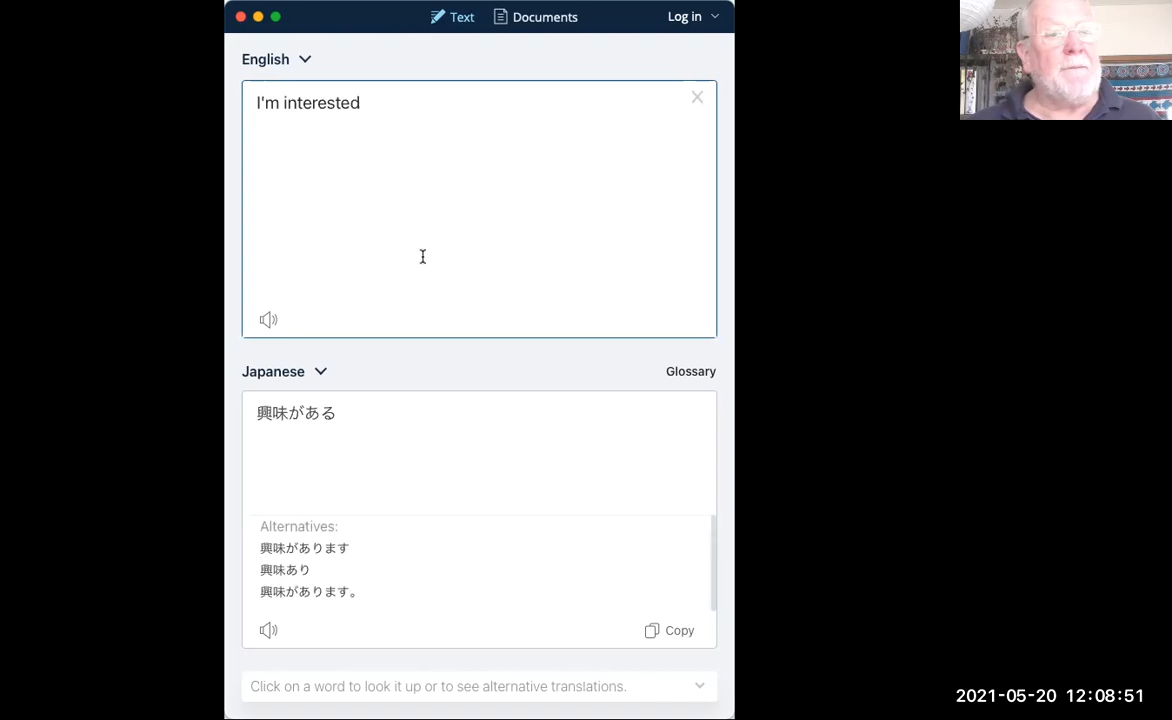 Text
Documents
Log in
English
I'm interested
Japanese
Glossary
興味がある
Alternatives:
興味があります
興味あり
興味があります。
Copy
Click on a word to look it up or to see alternative translations.
2021-05-20 12:08:51